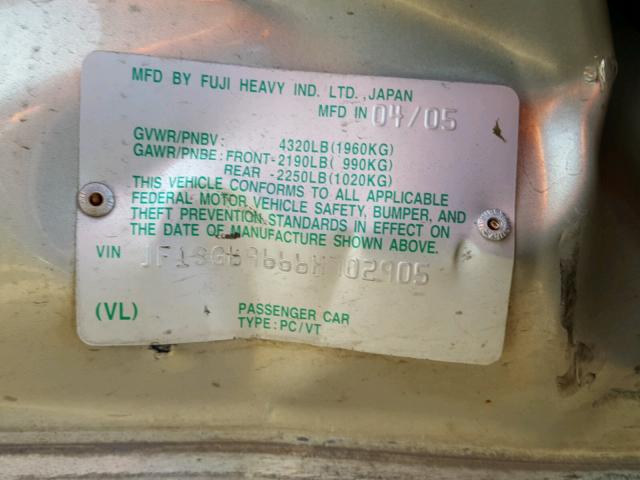 MFD BY FUJI HEAVY IND. LTD., JAPAN
MFD IN 04/05
GVWR/PNBV: 4320LB(1960KG)
GAWR/PNBE: FRONT-2190LB( 990KG)
REAR -2250LB(1020KG)
THIS VEHICLE CONFORMS TO ALL APPLICABLE
FEDERAL MOTOR VEHICLE SAFETY, BUMPER, AND
THEFT PREVENTION STANDARDS IN EFFECT ON
THE DATE OF MANUFACTURE SHOWN ABOVE.
VIN
(VL) PASSENGER CAR
TYPE: PC/VT